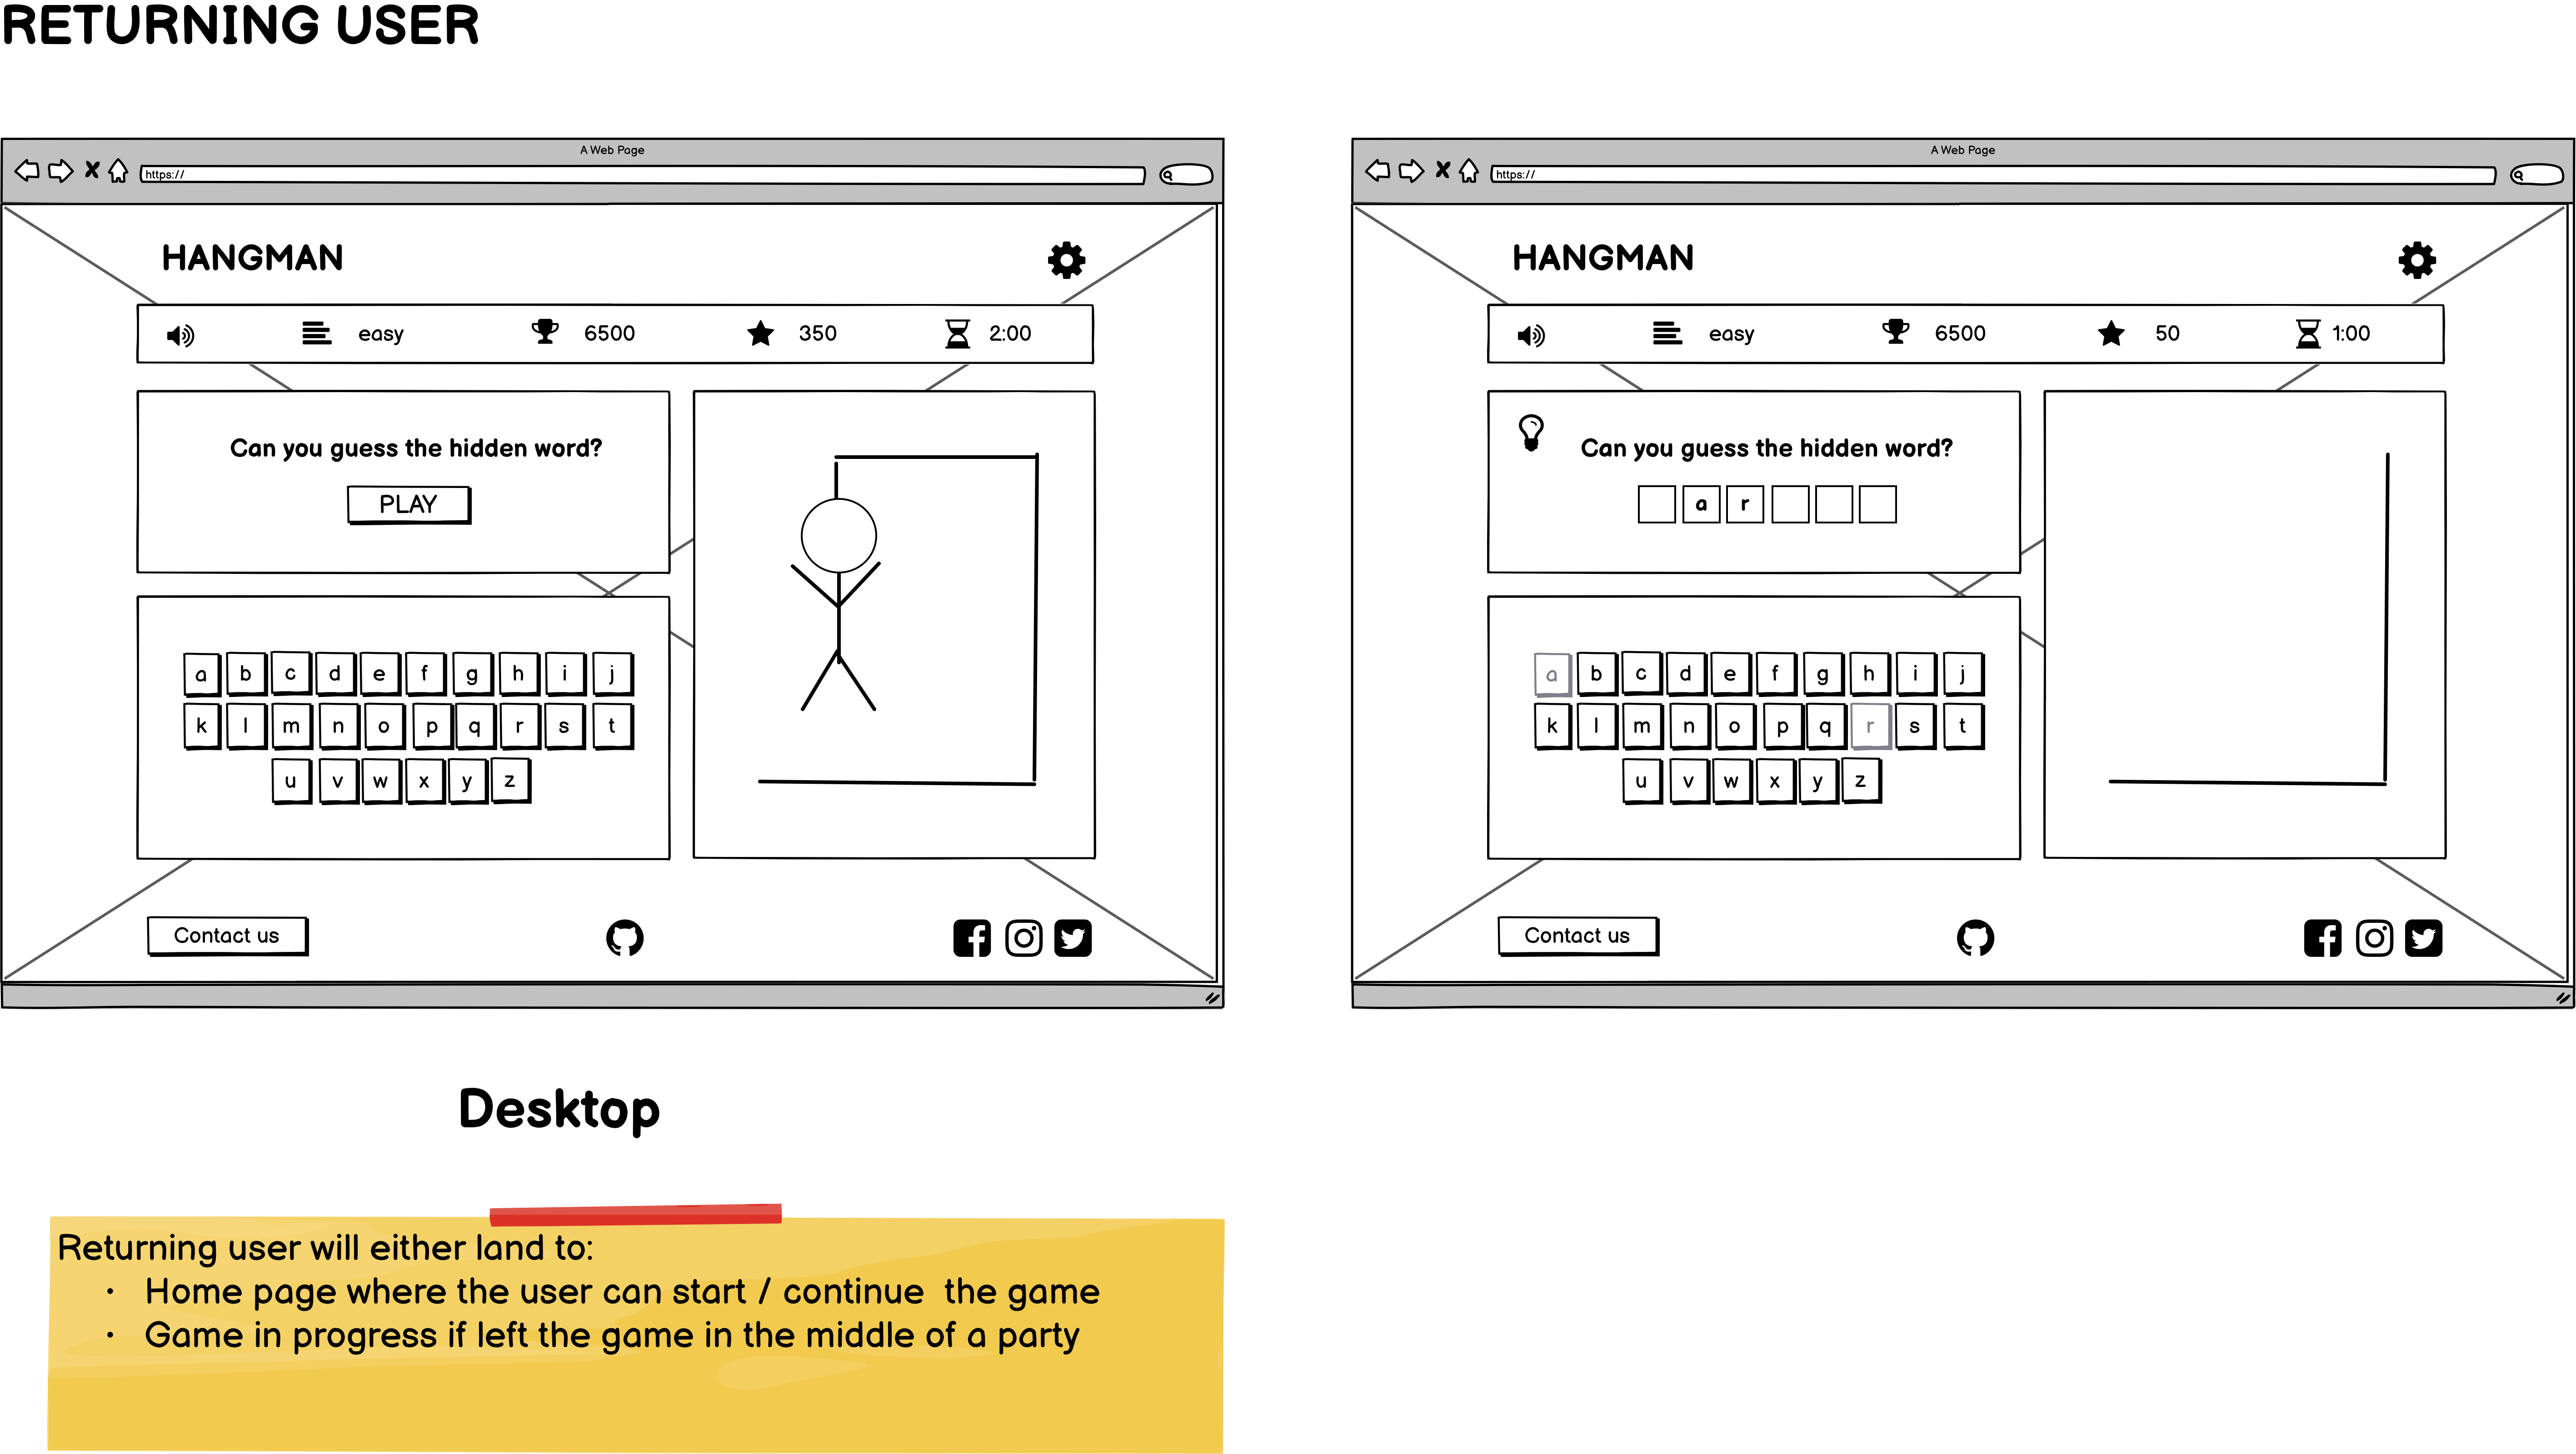 RETURNING USER
A Web Page
https://
HANGMAN
easy 6500 350 2:00
Can you guess the hidden word?
PLAY
a b c d e f g h i j
k l m n o p q r s t
u v w x y z
Contact us
A Web Page
https://
HANGMAN
easy 6500 50 1:00
Can you guess the hidden word?
a r
a b c d e f g h i j
k l m n o p q r s t
u v w x y z
Contact us
Desktop
Returning user will either land to:
• Home page where the user can start / continue the game
• Game in progress if left the game in the middle of a party